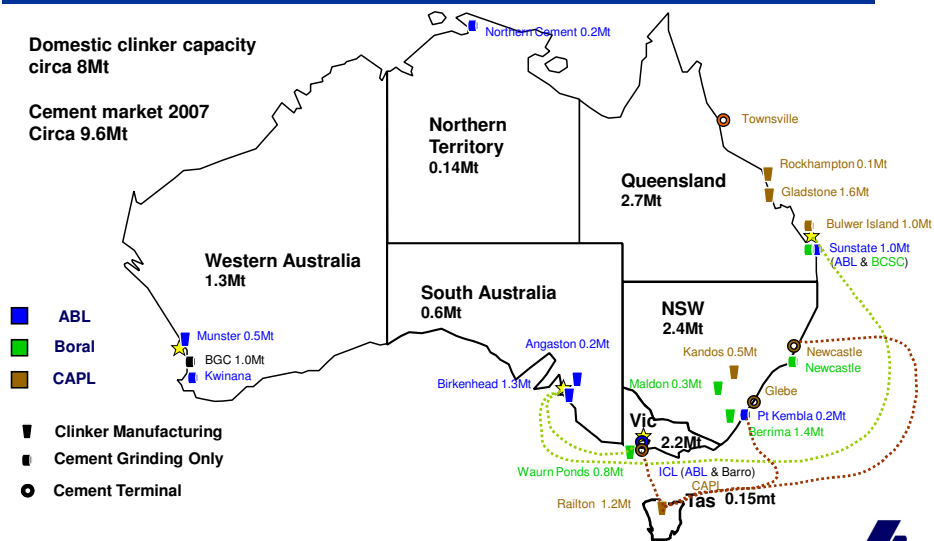 Domestic clinker capacity
circa 8Mt
Cement market 2007
Circa 9.6Mt
Northern Cement 0.2Mt
Northern
Territory
0.14Mt
Townsville
Rockhampton 0.1Mt
Gladstone 1.6Mt
Queensland
2.7Mt
Bulwer Island 1.0Mt
Sunstate 1.0Mt
(ABL & BCSC)
Western Australia
1.3Mt
South Australia
0.6Mt
NSW
2.4Mt
ABL
Boral
CAPL
Munster 0.5Mt
BGC 1.0Mt
Kwinana
Angaston 0.2Mt
Birkenhead 1.3Mt
Kandos 0.5Mt
Maldon 0.3Mt
Newcastle
Newcastle
Glebe
Pt Kembla 0.2Mt
Berrima 1.4Mt
Vic
2.2Mt
Waurn Ponds 0.8Mt
ICL (ABL & Barro)
CAPL
Railton 1.2Mt
Tas 0.15mt
Clinker Manufacturing
Cement Grinding Only
Cement Terminal